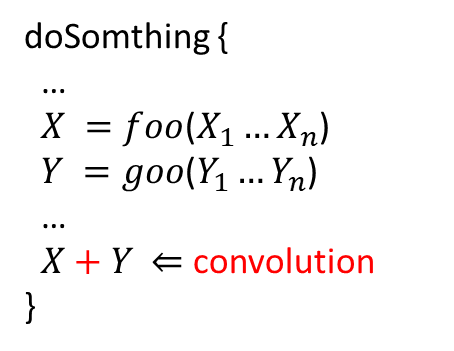 doSomthing {
...
X = foo(X₁ ... Xₙ)
Y = goo(Y₁ ... Yₙ)
...
X + Y ⇐ convolution
}